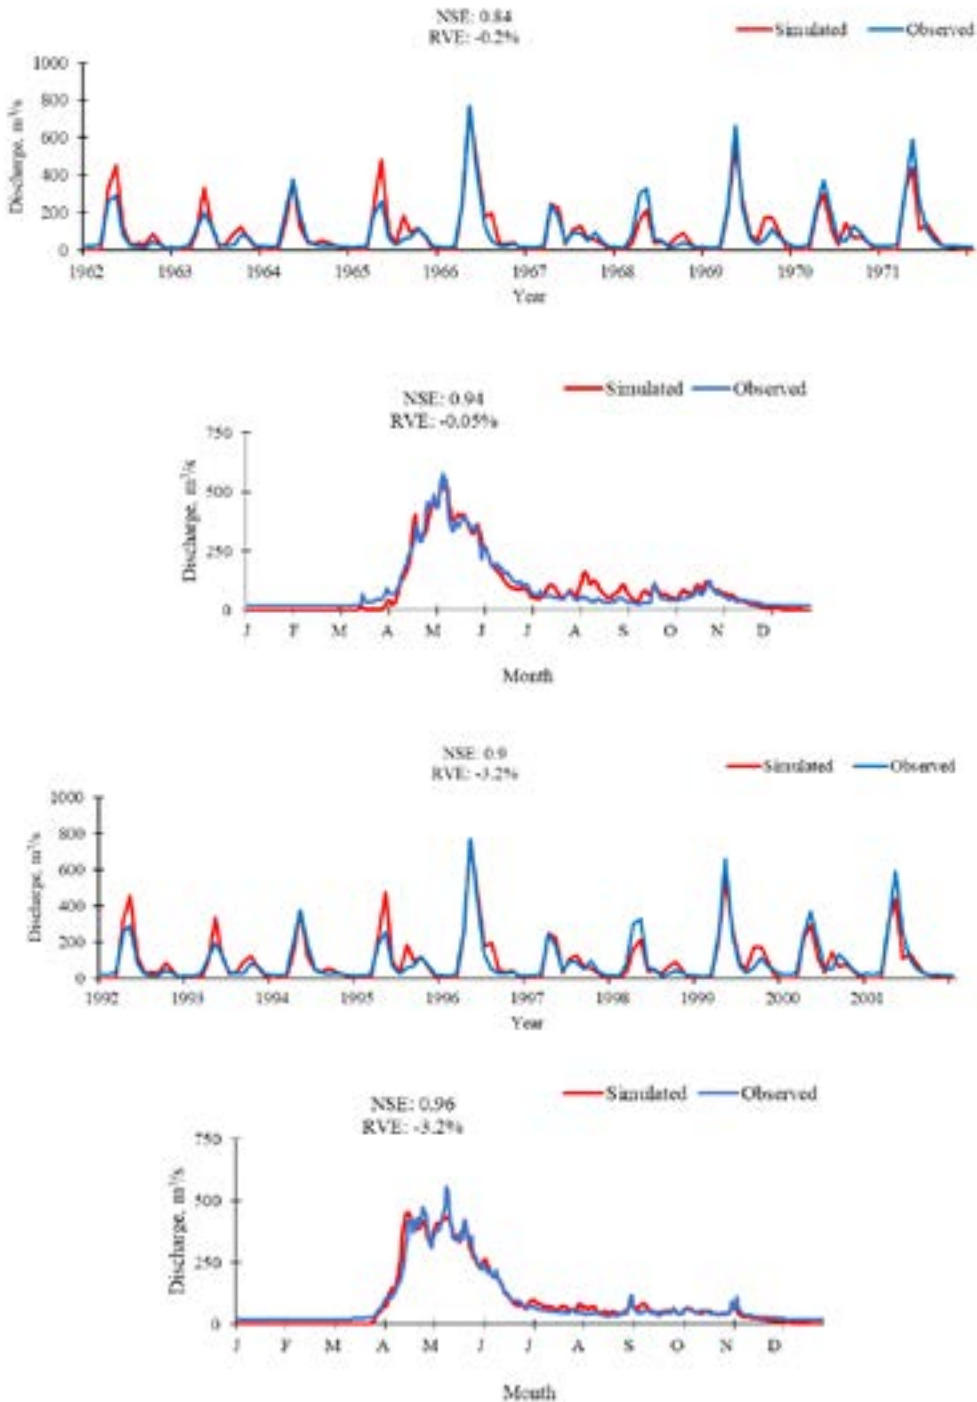 NSE: 0.84
RVE: -0.2%
Simulated Observed
1000
800
600
400
200
0
Discharge, m³/s
1962 1963 1964 1965 1966 1967 1968 1969 1970 1971
Year
Simulated Observed
NSE: 0.94
RVE: -0.05%
750
500
250
0
Discharge, m³/s
J F M A M J J A S O N D
Month
NSE: 0.9
RVE: -3.2%
Simulated Observed
1000
800
600
400
200
0
Discharge, m³/s
1992 1993 1994 1995 1996 1997 1998 1999 2000 2001
Year
Simulated Observed
NSE: 0.96
RVE: -3.2%
750
500
250
0
Discharge, m³/s
J F M A M J J A S O N D
Month